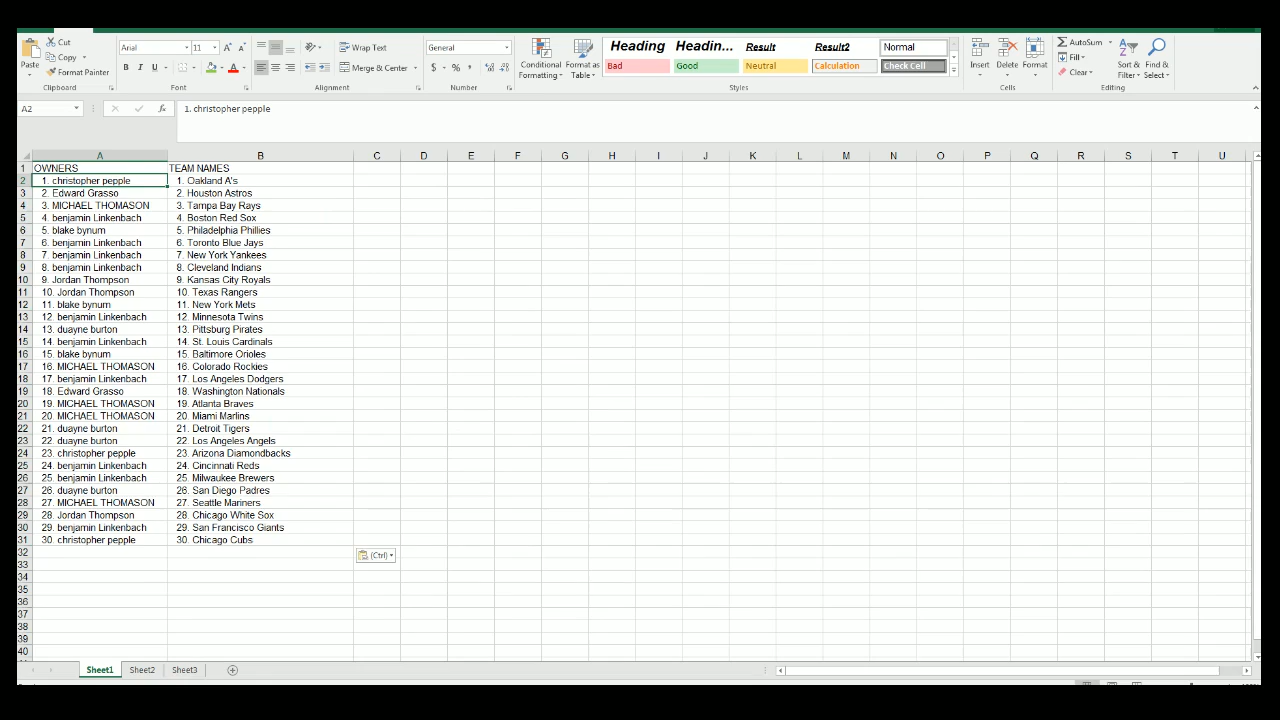 Cut
Copy
Format Painter
Paste
Clipboard
Arial
11
B I U
Font
Wrap Text
Merge & Center
Alignment
General
$ % ,
Number
Conditional Formatting
Format as Table
Heading
Headin...
Result
Result2
Normal
Bad
Good
Neutral
Calculation
Check Cell
Styles
Insert
Delete
Format
Cells
AutoSum
Fill
Clear
Sort & Filter
Find & Select
Editing
A2
fx
1. christopher pepple
A B C D E F G H I J K L M N O P Q R S T U
1 OWNERS TEAM NAMES
2 1. christopher pepple 1. Oakland A's
3 2. Edward Grasso 2. Houston Astros
4 3. MICHAEL THOMASON 3. Tampa Bay Rays
5 4. benjamin Linkenbach 4. Boston Red Sox
6 5. blake bynum 5. Philadelphia Phillies
7 6. benjamin Linkenbach 6. Toronto Blue Jays
8 7. benjamin Linkenbach 7. New York Yankees
9 8. benjamin Linkenbach 8. Cleveland Indians
10 9. Jordan Thompson 9. Kansas City Royals
11 10. Jordan Thompson 10. Texas Rangers
12 11. blake bynum 11. New York Mets
13 12. benjamin Linkenbach 12. Minnesota Twins
14 13. duayne burton 13. Pittsburg Pirates
15 14. benjamin Linkenbach 14. St. Louis Cardinals
16 15. blake bynum 15. Baltimore Orioles
17 16. MICHAEL THOMASON 16. Colorado Rockies
18 17. benjamin Linkenbach 17. Los Angeles Dodgers
19 18. Edward Grasso 18. Washington Nationals
20 19. MICHAEL THOMASON 19. Atlanta Braves
21 20. MICHAEL THOMASON 20. Miami Marlins
22 21. duayne burton 21. Detroit Tigers
23 22. duayne burton 22. Los Angeles Angels
24 23. christopher pepple 23. Arizona Diamondbacks
25 24. benjamin Linkenbach 24. Cincinnati Reds
26 25. benjamin Linkenbach 25. Milwaukee Brewers
27 26. duayne burton 26. San Diego Padres
28 27. MICHAEL THOMASON 27. Seattle Mariners
29 28. Jordan Thompson 28. Chicago White Sox
30 29. benjamin Linkenbach 29. San Francisco Giants
31 30. christopher pepple 30. Chicago Cubs
32
(Ctrl)
33
34
35
36
37
38
39
40
Sheet1 Sheet2 Sheet3